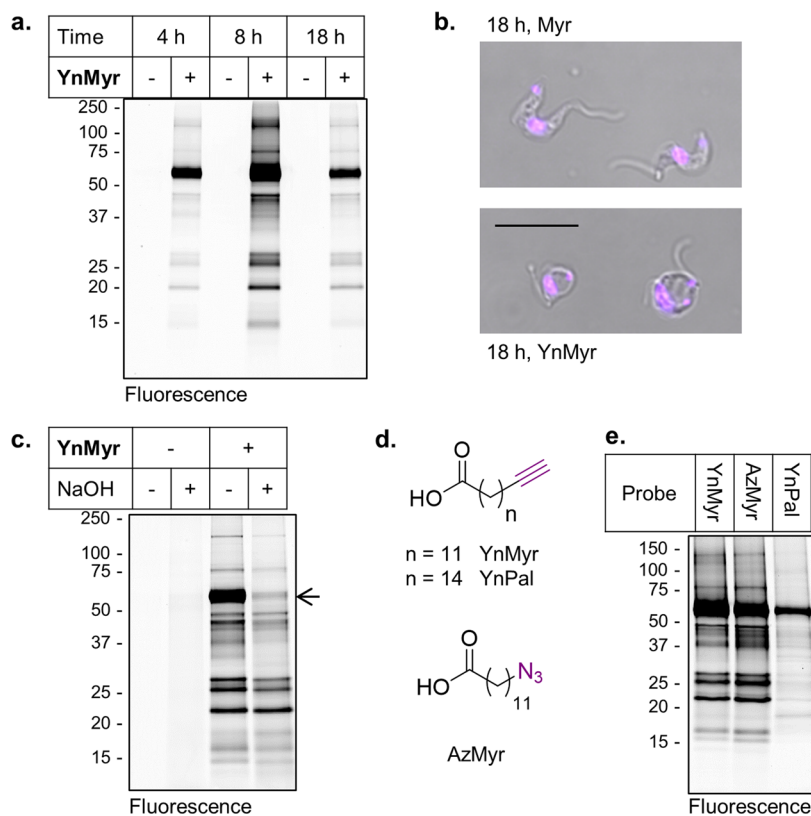 a.
Time 4 h 8 h 18 h
YnMyr - + - + - +
250 -
100 -
75 -
50 -
37 -
25 -
20 -
15 -
Fluorescence
b.
18 h, Myr
18 h, YnMyr
c.
YnMyr - +
NaOH - + - +
250 -
100 -
75 -
50 -
37 -
25 -
20 -
15 -
Fluorescence
d.
O
HO
n
n = 11 YnMyr
n = 14 YnPal
O
HO
N3
11
AzMyr
e.
Probe YnMyr AzMyr YnPal
150 -
100 -
75 -
50 -
37 -
25 -
20 -
15 -
Fluorescence